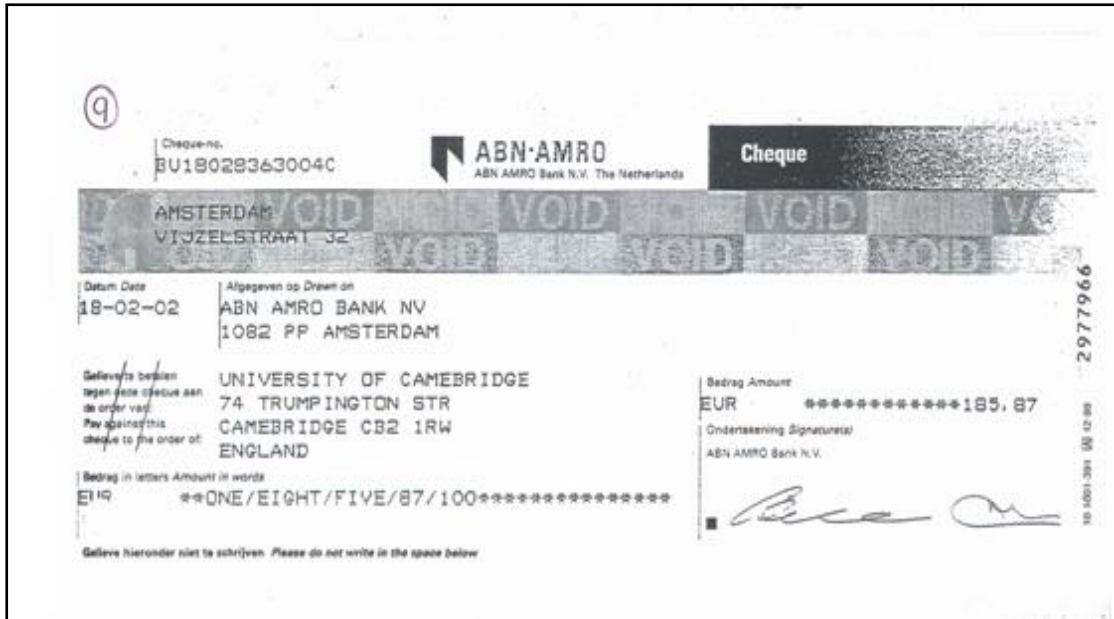 9
Cheque-no.
BU180283630040
ABN·AMRO
ABN AMRO Bank N.V. The Netherlands
Cheque
AMSTERDAM
VIJZELSTRAAT 32
VOID VOID VOID
VOID VOID VOID
Datum Date
18-02-02
Afgegeven op Drawn on
ABN AMRO BANK NV
1082 PP AMSTERDAM
2977966
Gelieve te betalen
tegen deze cheque aan
de order van:
Pay against this
cheque to the order of:
UNIVERSITY OF CAMEBRIDGE
74 TRUMPINGTON STR
CAMEBRIDGE CB2 1RW
ENGLAND
Bedrag Amount
EUR ************185,87
Ondertekening Signature(s)
ABN AMRO Bank N.V.
Bedrag in letters Amount in words
EUR **ONE/EIGHT/FIVE/87/100***************
Gelieve hieronder niet te schrijven Please do not write in the space below